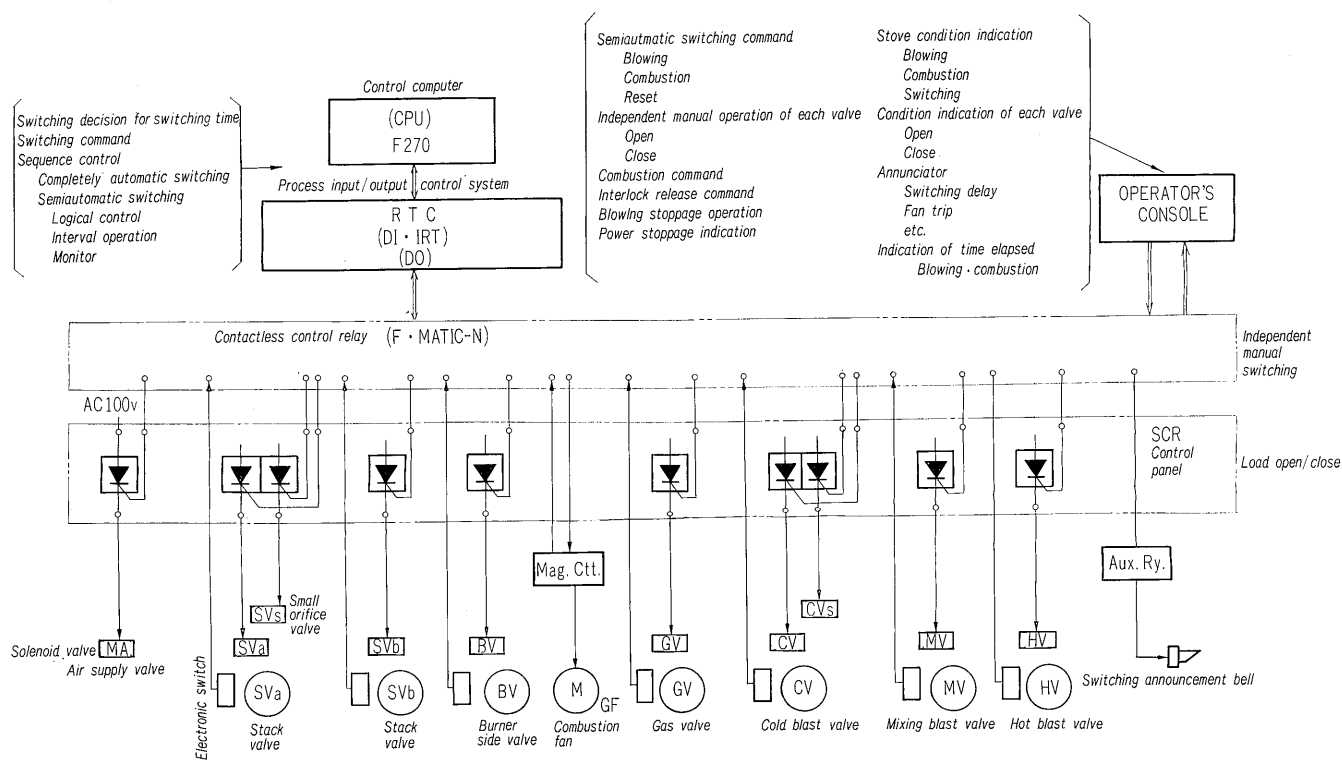 Control computer
(CPU)
F270
Process input/output control system
R T C
(DI・IRT)
(DO)
Switching decision for switching time
Switching command
Sequence control
Completely automatic switching
Semiautomatic switching
Logical control
Interval operation
Monitor
Semiautmatic switching command
Blowing
Combustion
Reset
Independent manual operation of each valve
Open
Close
Combustion command
Interlock release command
Blowing stoppage operation
Power stoppage indication
Stove condition indication
Blowing
Combustion
Switching
Condition indication of each valve
Open
Close
Annunciator
Switching delay
Fan trip
etc.
Indication of time elapsed
Blowing・combustion
OPERATOR'S
CONSOLE
Contactless control relay (F・MATIC-N)
Independent
manual
switching
AC100v
SCR
Control
panel
Load open/close
Mag. Ctt.
Aux. Ry.
SVs
Small
orifice
valve
CVs
Solenoid valve
MA
SVa
SVb
BV
GV
CV
MV
HV
Air supply valve
Electronic switch
SVa
SVb
BV
M
GF
GV
CV
MV
HV
Switching announcement bell
Stack
valve
Stack
valve
Burner
side valve
Combustion
fan
Gas valve
Cold blast valve
Mixing blast valve
Hot blast valve